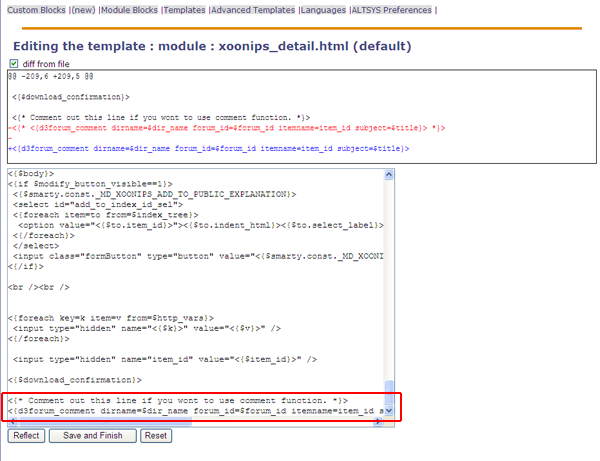 Custom Blocks |(new) |Module Blocks |Templates |Advanced Templates |Languages |ALTSYS Preferences |
Editing the template : module : xoonips_detail.html (default)
diff from file
@@ -209,6 +209,5 @@
<{$download_confirmation}>
<{* Comment out this line if you wont to use comment function. *}>
-<{* <{d3forum_comment dirname=$dir_name forum_id=$forum_id itemname=item_id subject=$title}> *}>
-
+<{d3forum_comment dirname=$dir_name forum_id=$forum_id itemname=item_id subject=$title}>
<{$body}>
<{if $modify_button_visible==1}>
<{$smarty.const._MD_XOONIPS_ADD_TO_PUBLIC_EXPLANATION}>
<select id="add_to_index_id_sel">
<{foreach item=to from=$index_tree}>
<option value="<{$to.item_id}>"><{$to.indent_html}><{$to.select_label}>
<{/foreach}>
</select>
<input class="formButton" type="button" value="<{$smarty.const._MD_XOONI
<{/if}>
<br /><br />
<{foreach key=k item=v from=$http_vars}>
<input type="hidden" name="<{$k}>" value="<{$v}>" />
<{/foreach}>
<input type="hidden" name="item_id" value="<{$item_id}>" />
<{$download_confirmation}>
<{* Comment out this line if you wont to use comment function. *}>
<{d3forum_comment dirname=$dir_name forum_id=$forum_id itemname=item_id s
Reflect Save and Finish Reset